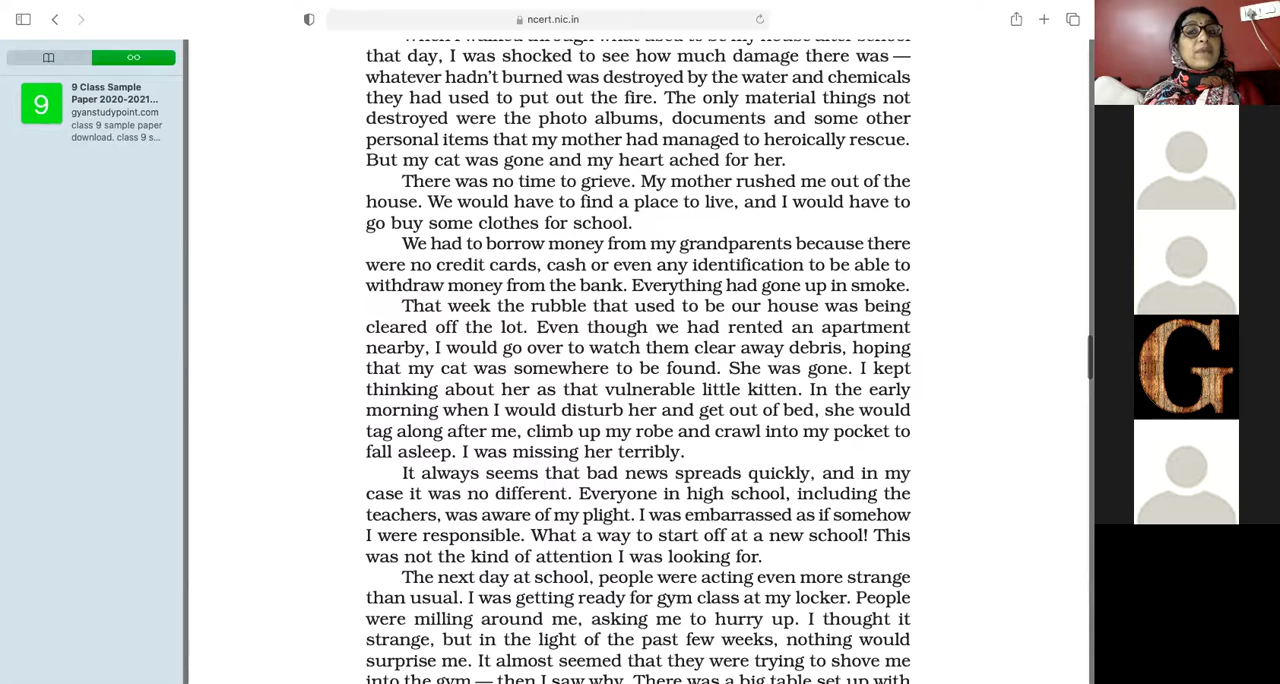 ncert.nic.in
9
9 Class Sample
Paper 2020-2021...
gyanstudypoint.com
class 9 sample paper
download. class 9 s...
that day, I was shocked to see how much damage there was —
whatever hadn't burned was destroyed by the water and chemicals
they had used to put out the fire. The only material things not
destroyed were the photo albums, documents and some other
personal items that my mother had managed to heroically rescue.
But my cat was gone and my heart ached for her.
There was no time to grieve. My mother rushed me out of the
house. We would have to find a place to live, and I would have to
go buy some clothes for school.
We had to borrow money from my grandparents because there
were no credit cards, cash or even any identification to be able to
withdraw money from the bank. Everything had gone up in smoke.
That week the rubble that used to be our house was being
cleared off the lot. Even though we had rented an apartment
nearby, I would go over to watch them clear away debris, hoping
that my cat was somewhere to be found. She was gone. I kept
thinking about her as that vulnerable little kitten. In the early
morning when I would disturb her and get out of bed, she would
tag along after me, climb up my robe and crawl into my pocket to
fall asleep. I was missing her terribly.
It always seems that bad news spreads quickly, and in my
case it was no different. Everyone in high school, including the
teachers, was aware of my plight. I was embarrassed as if somehow
I were responsible. What a way to start off at a new school! This
was not the kind of attention I was looking for.
The next day at school, people were acting even more strange
than usual. I was getting ready for gym class at my locker. People
were milling around me, asking me to hurry up. I thought it
strange, but in the light of the past few weeks, nothing would
surprise me. It almost seemed that they were trying to shove me
into the gym — then I saw why. There was a big table set up with
G